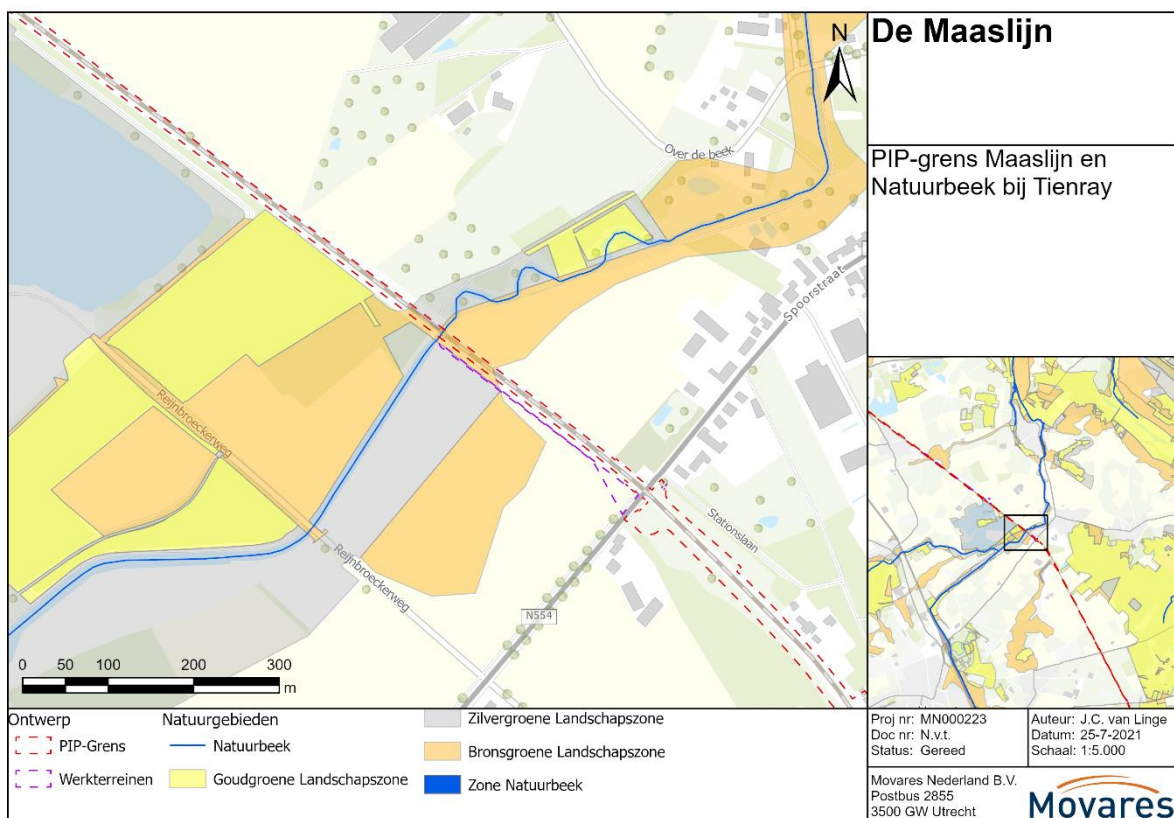 De Maaslijn
N
PIP-grens Maaslijn en
Natuurbeek bij Tienray
Over de beek
Spoorstraat
Reijnbroeckerweg
Reijnbroeckerweg
Stationslaan
N554
0 50 100 200 300
m
Ontwerp
PIP-Grens
Werkterreinen
Natuurgebieden
Natuurbeek
Goudgroene Landschapszone
Zilvergroene Landschapszone
Bronsgroene Landschapszone
Zone Natuurbeek
Proj nr: MN000223
Doc nr: N.v.t.
Status: Gereed
Auteur: J.C. van Linge
Datum: 25-7-2021
Schaal: 1:5.000
Movares Nederland B.V.
Postbus 2855
3500 GW Utrecht
Movares